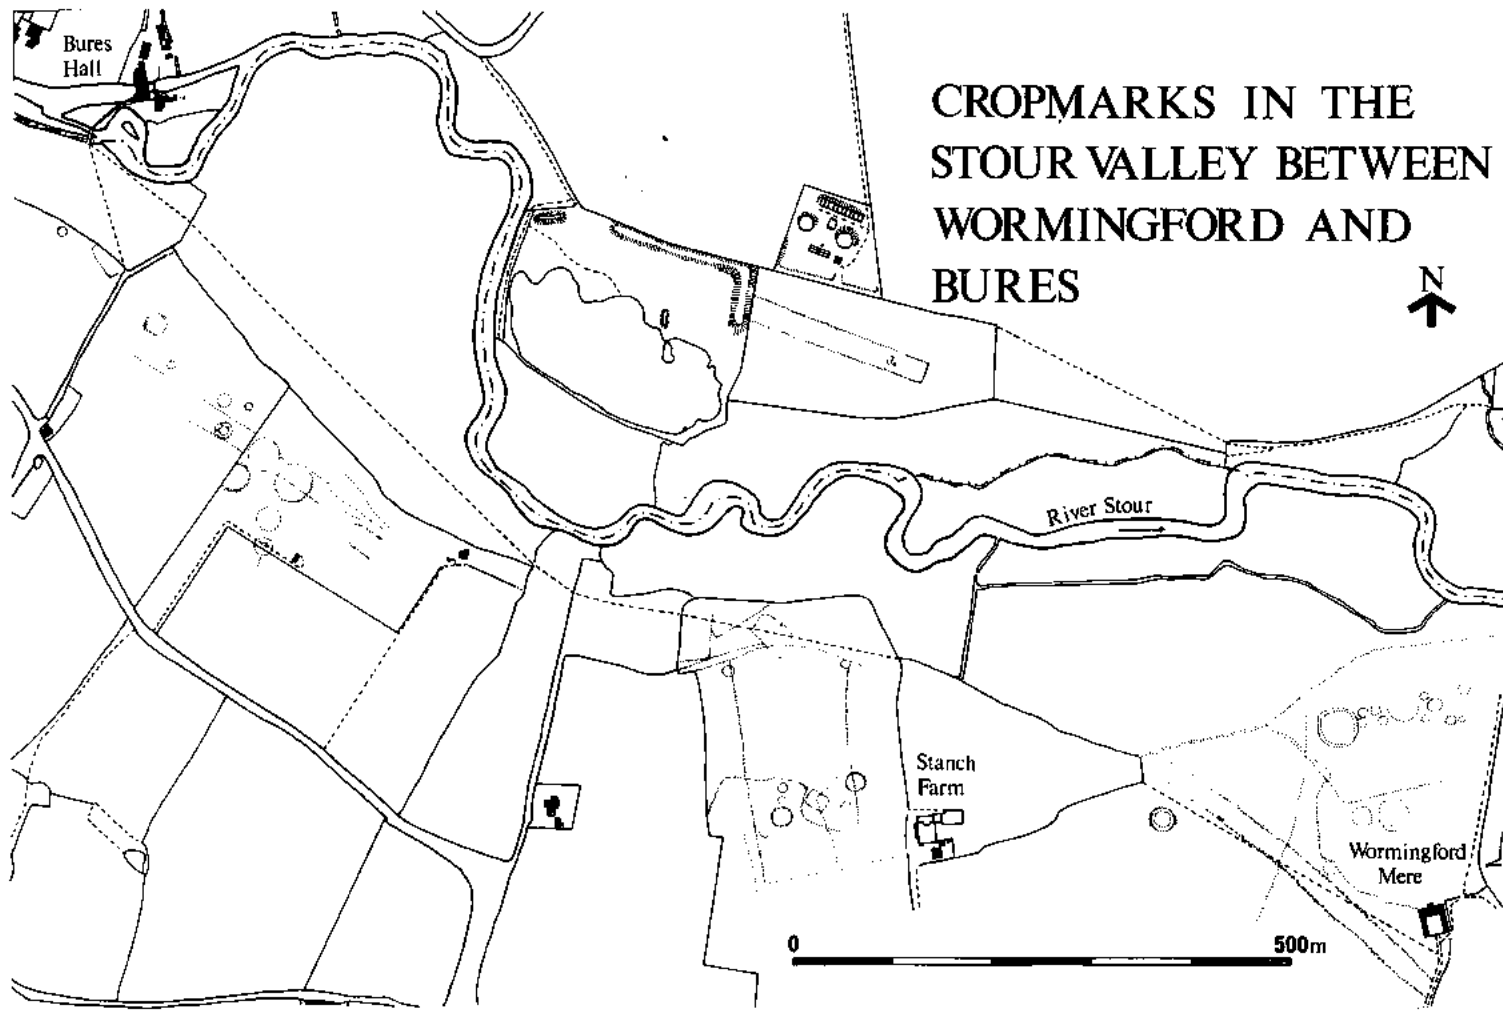 Bures
Hall
CROPMARKS IN THE
STOUR VALLEY BETWEEN
WORMINGFORD AND
BURES
N
River Stour
Stanch
Farm
Wormingford
Mere
0
500m